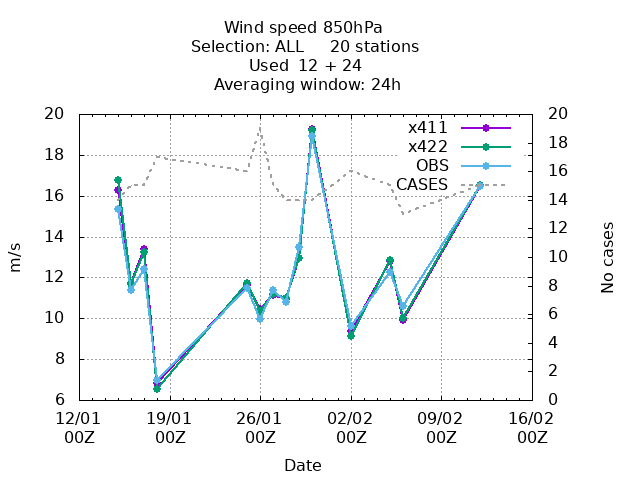 Wind speed 850hPa
Selection: ALL     20 stations
Used  12 + 24
Averaging window: 24h
20
18
16
14
12
10
8
6
m/s
20
18
16
14
12
10
8
6
4
2
0
No cases
x411
x422
OBS
CASES
12/01 19/01 26/01 02/02 09/02 16/02
00Z 00Z 00Z 00Z 00Z 00Z
Date